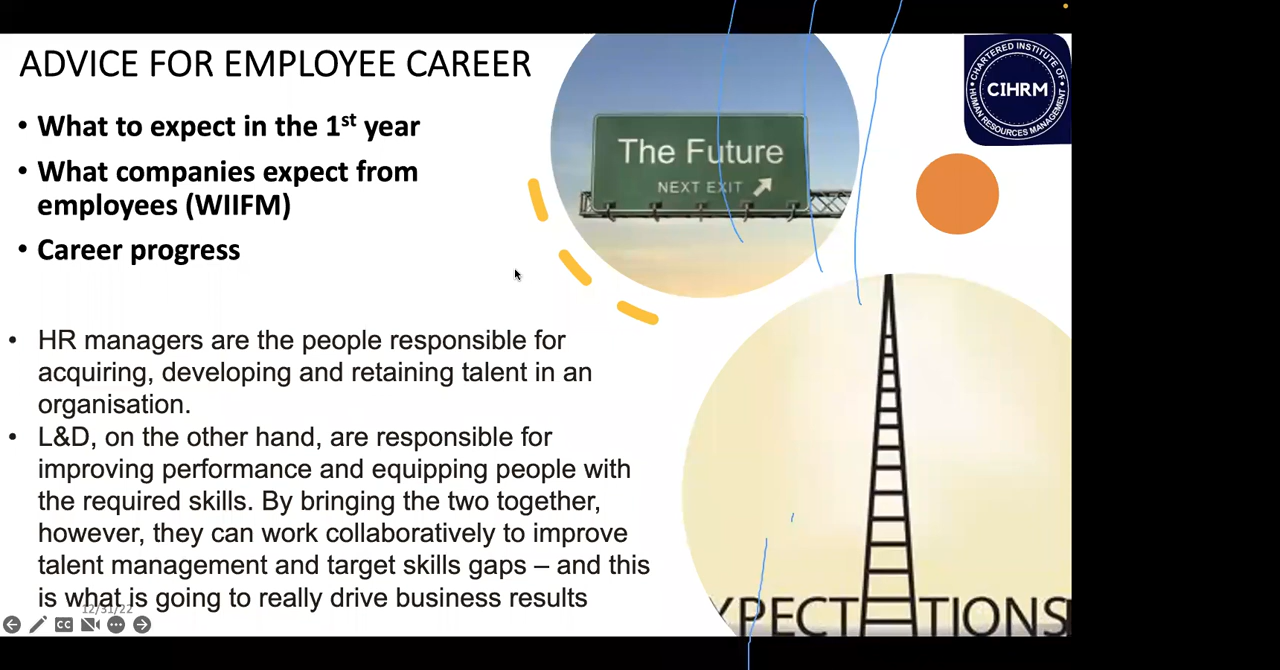 ADVICE FOR EMPLOYEE CAREER
• What to expect in the 1st year
• What companies expect from
employees (WIIFM)
• Career progress
• HR managers are the people responsible for
acquiring, developing and retaining talent in an
organisation.
• L&D, on the other hand, are responsible for
improving performance and equipping people with
the required skills. By bringing the two together,
however, they can work collaboratively to improve
talent management and target skills gaps – and this
is what is going to really drive business results
12/31/22
CC
The Future
NEXT EXIT
CHARTERED INSTITUTE OF
CIHRM
HUMAN RESOURCES MANAGEMENT
XPECTATIONS